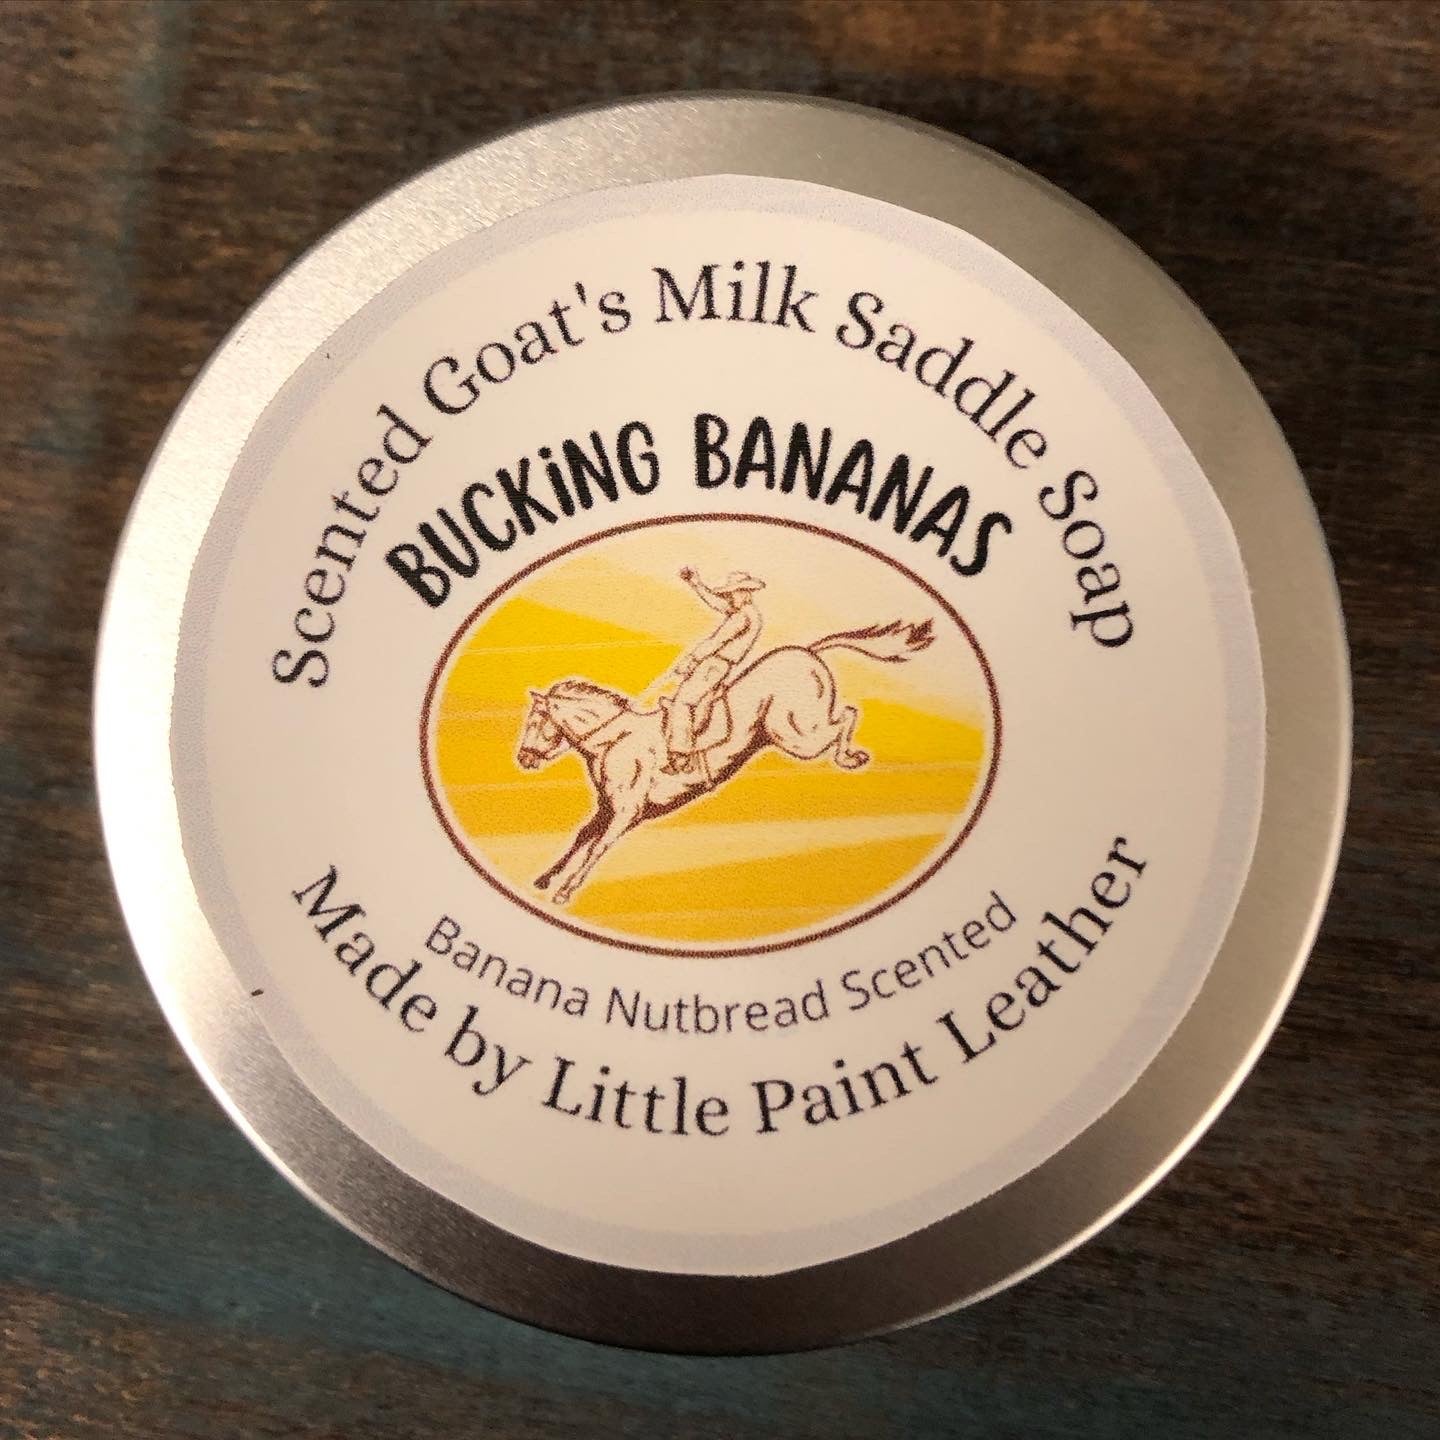 Scented Goat's Milk Saddle Soap
BUCKiNG BANANAS
Banana Nutbread Scented
Made by Little Paint Leather